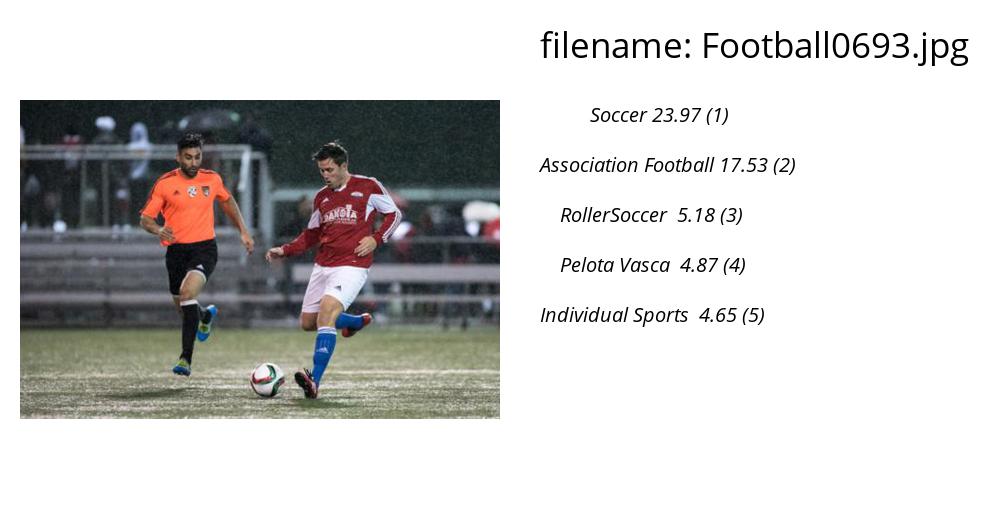 filename: Football0693.jpg
Soccer 23.97 (1)
Association Football 17.53 (2)
RollerSoccer 5.18 (3)
Pelota Vasca 4.87 (4)
Individual Sports 4.65 (5)
DAKOTA